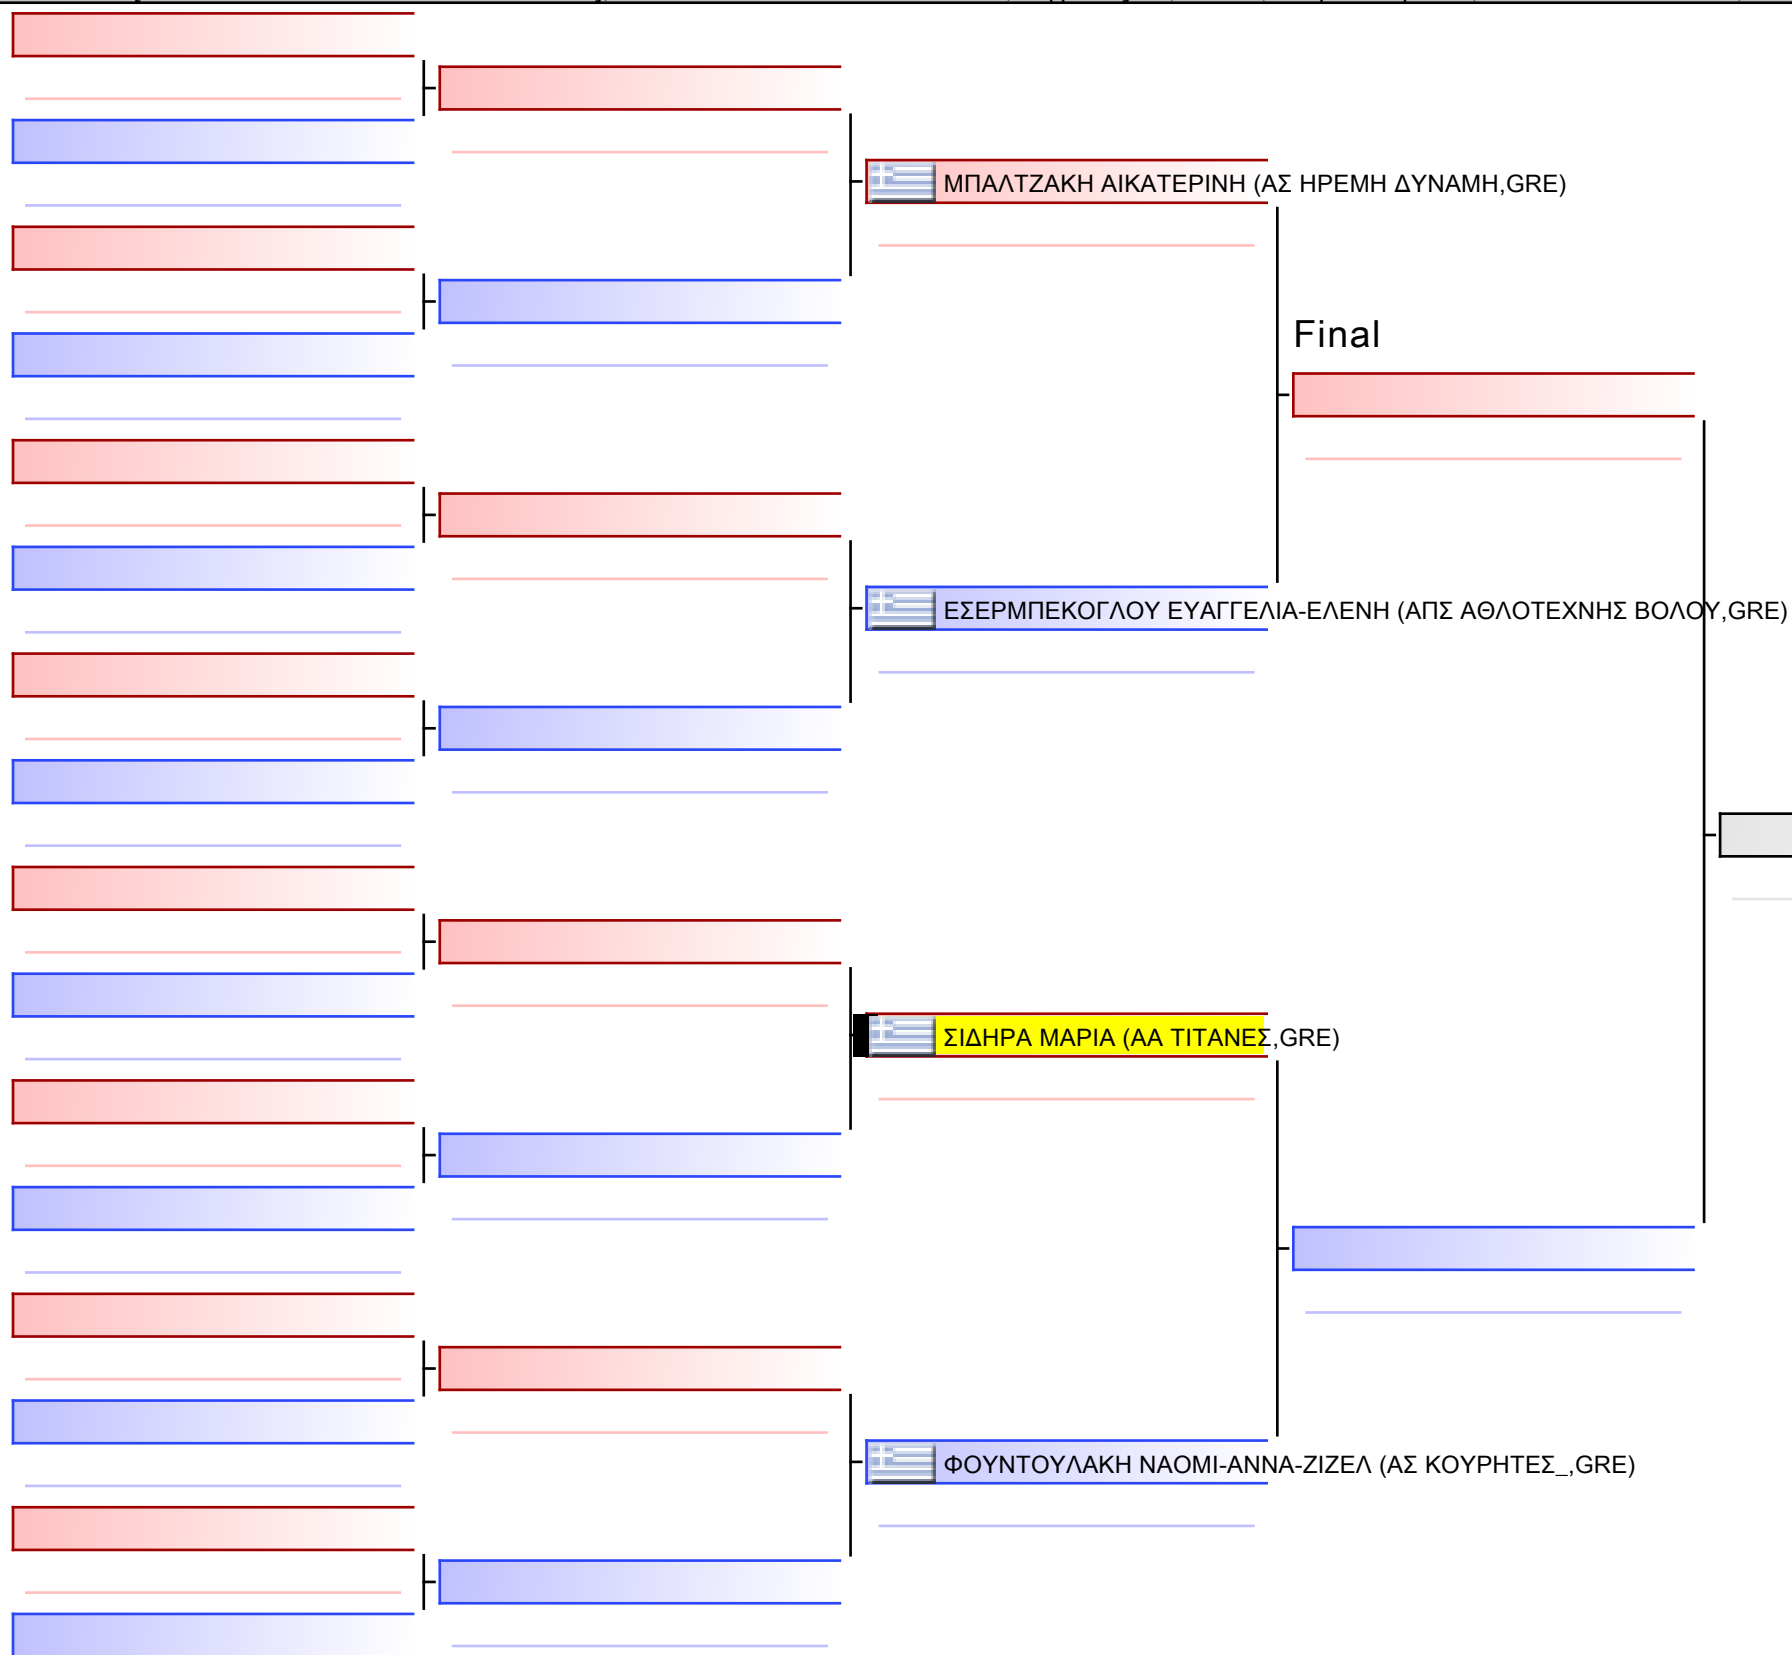 ΜΠΑΛΤΖΑΚΗ ΑΙΚΑΤΕΡΙΝΗ (ΑΣ ΗΡΕΜΗ ΔΥΝΑΜΗ,GRE)
Final
ΕΣΕΡΜΠΕΚΟΓΛΟΥ ΕΥΑΓΓΕΛΙΑ-ΕΛΕΝΗ (ΑΠΣ ΑΘΛΟΤΕΧΝΗΣ ΒΟΛΟΥ,GRE)
ΣΙΔΗΡΑ ΜΑΡΙΑ (ΑΑ ΤΙΤΑΝΕΣ,GRE)
ΦΟΥΝΤΟΥΛΑΚΗ ΝΑΟΜΙ-ΑΝΝΑ-ΖΙΖΕΛ (ΑΣ ΚΟΥΡΗΤΕΣ_,GRE)